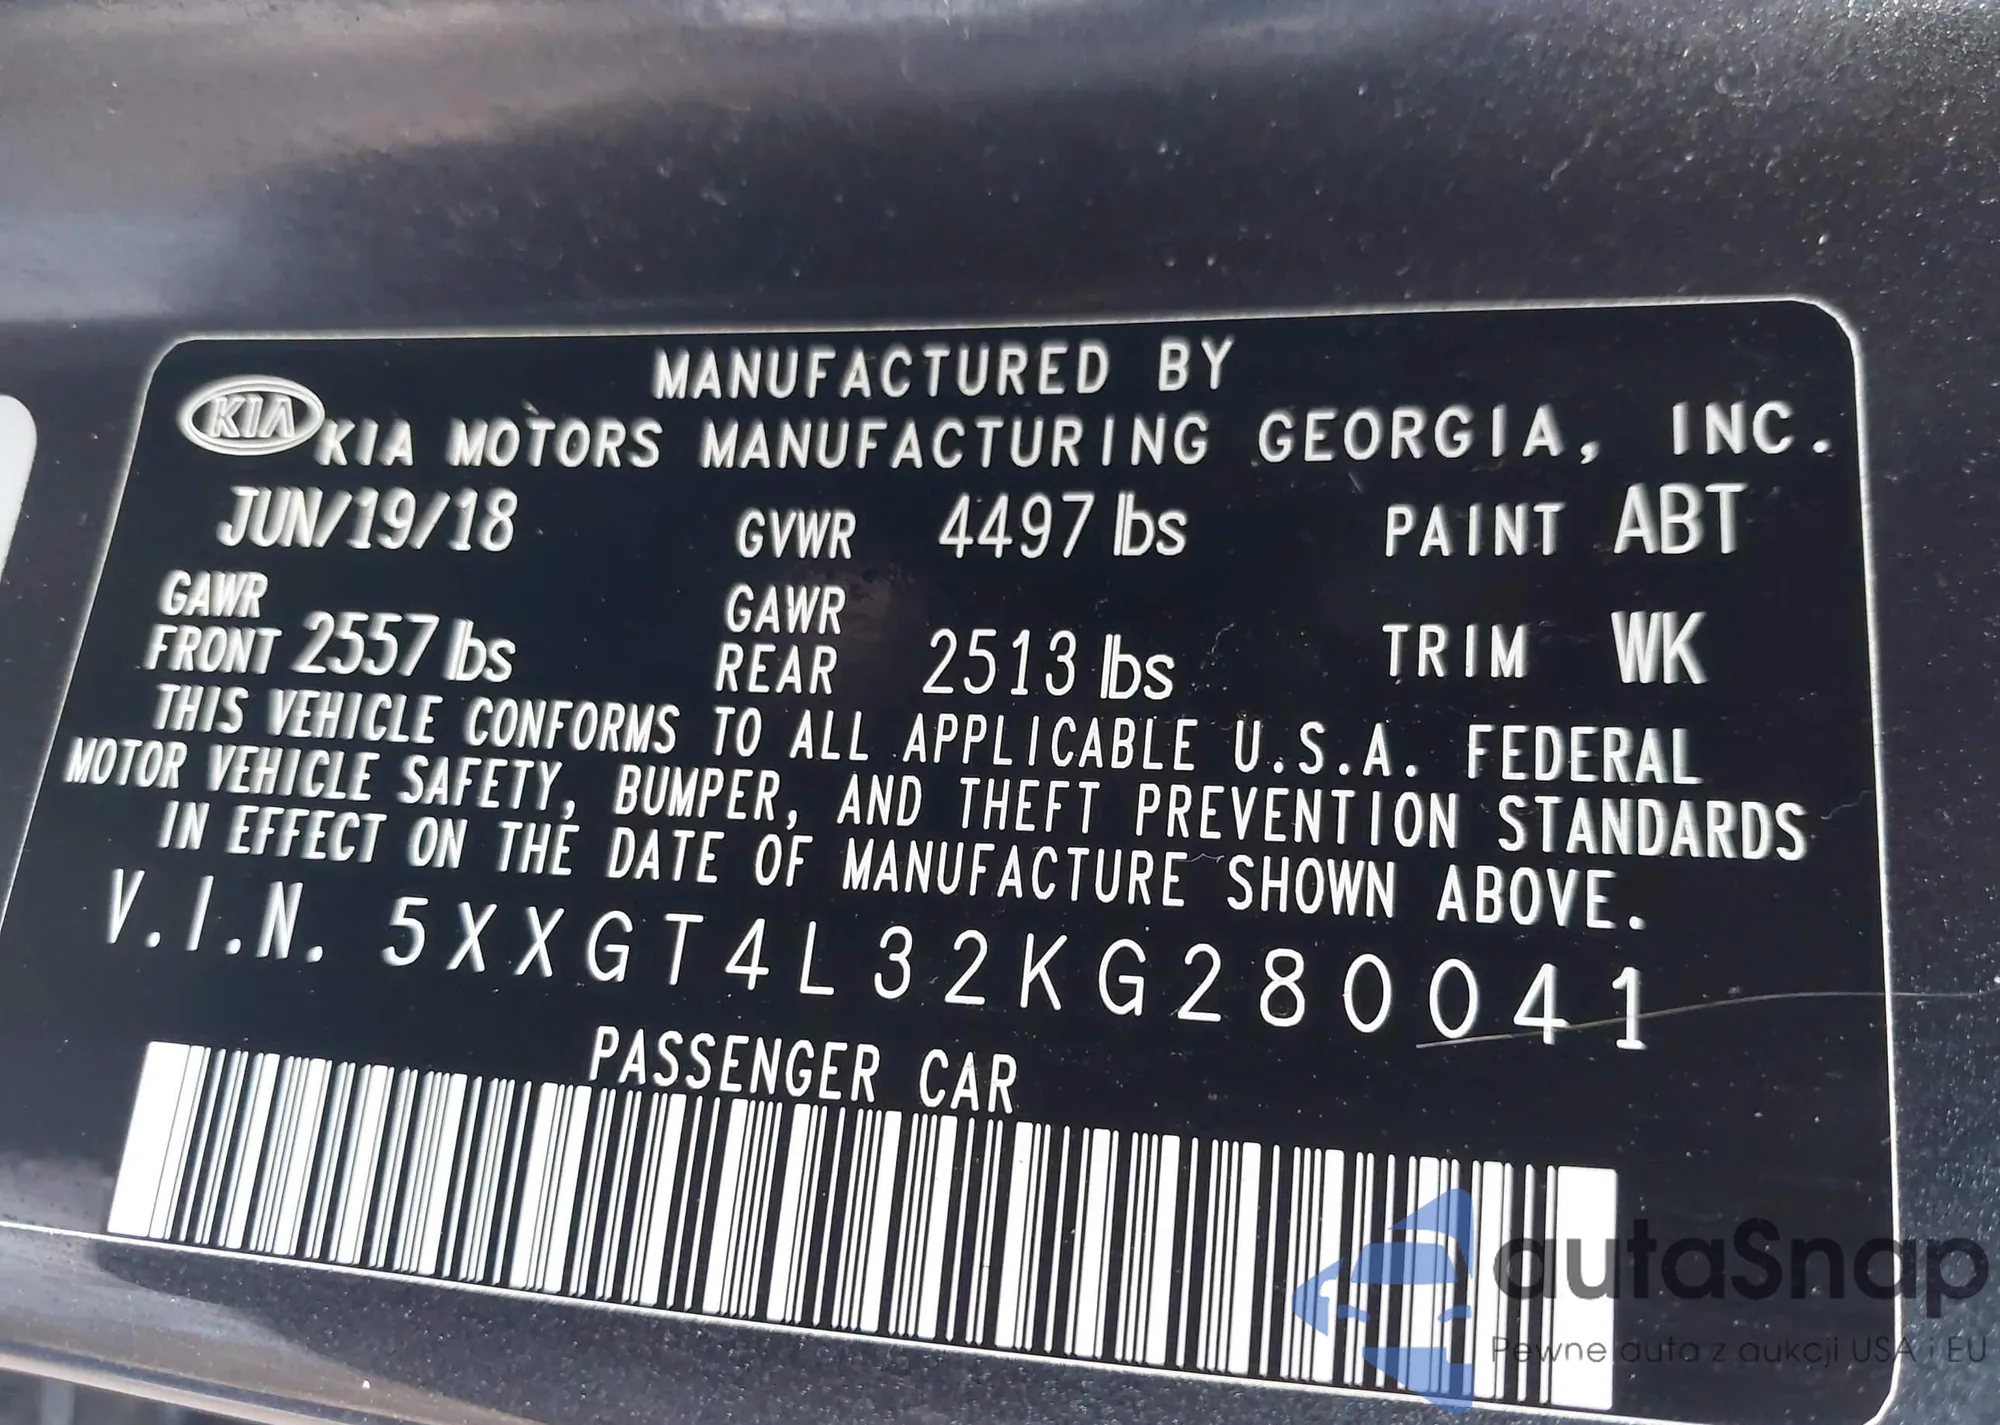 MANUFACTURED BY
KIA KIA MOTORS MANUFACTURING GEORGIA, INC.
JUN/19/18 GVWR 4497 lbs PAINT ABT
GAWR FRONT 2557 lbs GAWR REAR 2513 lbs TRIM WK
THIS VEHICLE CONFORMS TO ALL APPLICABLE U.S.A. FEDERAL
MOTOR VEHICLE SAFETY, BUMPER, AND THEFT PREVENTION STANDARDS
IN EFFECT ON THE DATE OF MANUFACTURE SHOWN ABOVE.
V.I.N. 5XXGT4L32KG280041
PASSENGER CAR
autaSnap
Pewne auta z aukcji USA i EU